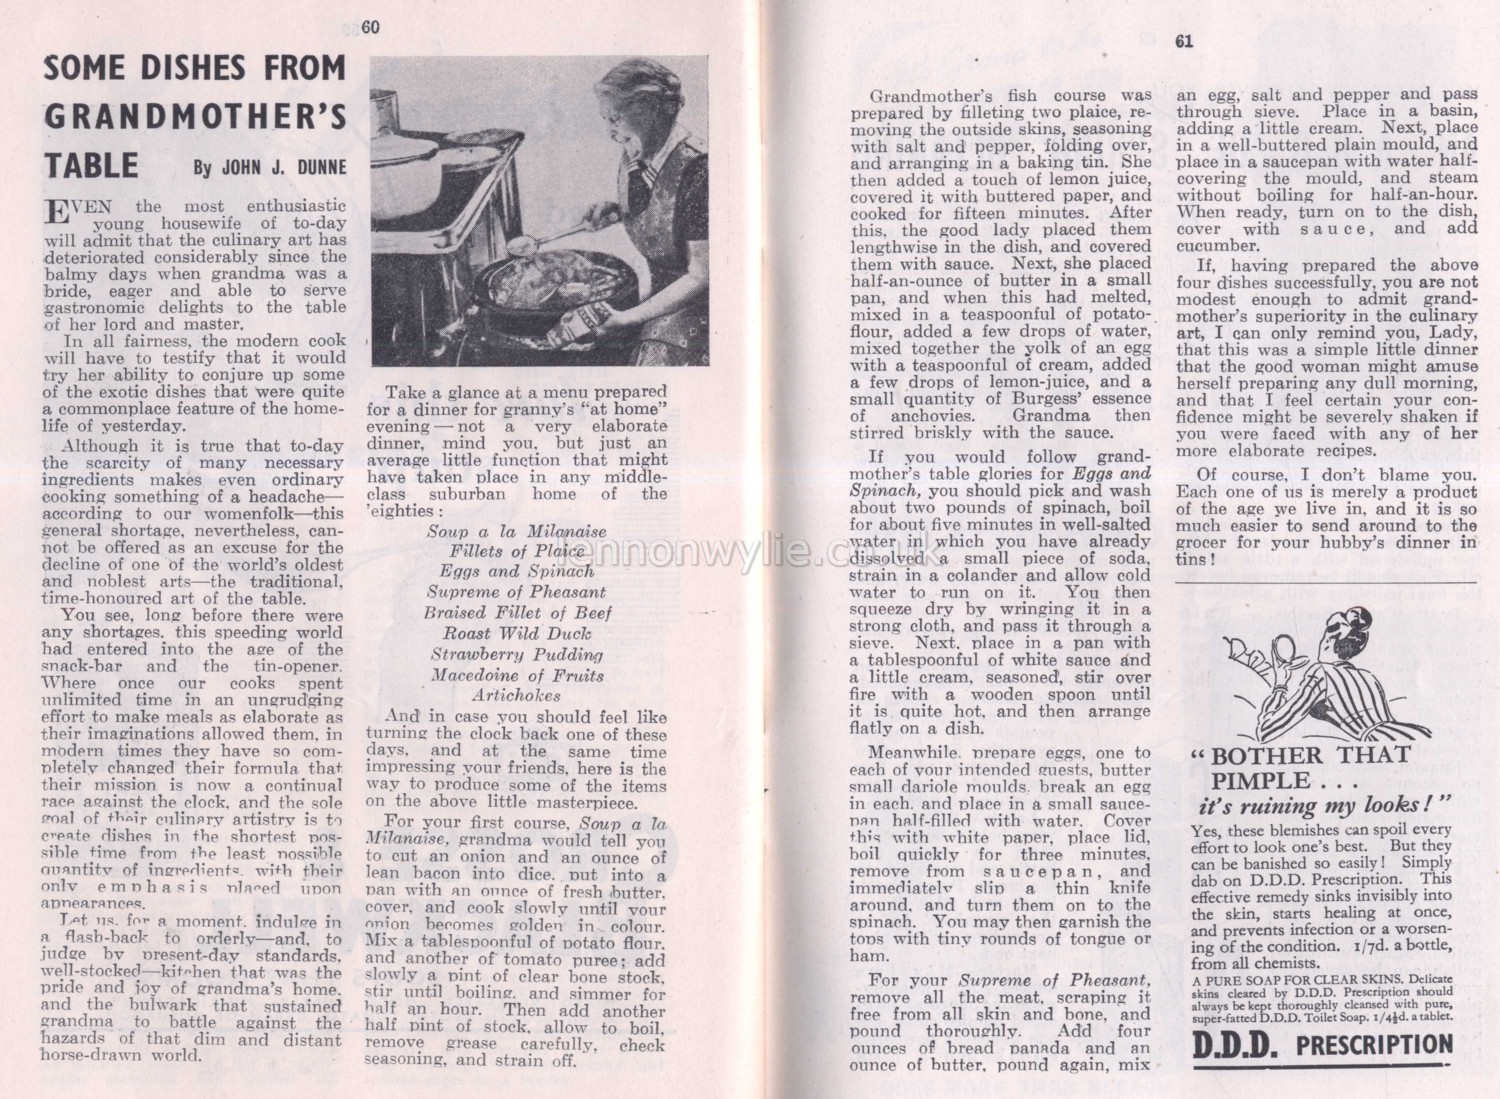 60
SOME DISHES FROM
GRANDMOTHER'S
TABLE By JOHN J. DUNNE
EVEN the most enthusiastic
young housewife of to-day
will admit that the culinary art has
deteriorated considerably since the
balmy days when grandma was a
bride, eager and able to serve
gastronomic delights to the table
of her lord and master.
In all fairness, the modern cook
will have to testify that it would
try her ability to conjure up some
of the exotic dishes that were quite
a commonplace feature of the home-
life of yesterday.
Although it is true that to-day
the scarcity of many necessary
ingredients makes even ordinary
cooking something of a headache—
according to our womenfolk—this
general shortage, nevertheless, can-
not be offered as an excuse for the
decline of one of the world's oldest
and noblest arts—the traditional,
time-honoured art of the table.
You see, long before there were
any shortages, this speeding world
had entered into the age of the
snack-bar and the tin-opener.
Where once our cooks spent
unlimited time in an ungrudging
effort to make meals as elaborate as
their imaginations allowed them, in
modern times they have so com-
pletely changed their formula that
their mission is now a continual
race against the clock, and the sole
goal of their culinary artistry is to
create dishes in the shortest pos-
sible time from the least possible
quantity of ingredients, with their
only emphasis placed upon
appearances.
Let us, for a moment, indulge in
a flash-back to orderly—and, to
judge by present-day standards,
well-stocked—kitchen that was the
pride and joy of grandma's home,
and the bulwark that sustained
grandma to battle against the
hazards of that dim and distant
horse-drawn world.
Take a glance at a menu prepared
for a dinner for granny's "at home"
evening—not a very elaborate
dinner, mind you, but just an
average little function that might
have taken place in any middle-
class suburban home of the
'eighties :
Soup a la Milanaise
Fillets of Plaice
Eggs and Spinach
Supreme of Pheasant
Braised Fillet of Beef
Roast Wild Duck
Strawberry Pudding
Macedoine of Fruits
Artichokes
And in case you should feel like
turning the clock back one of these
days, and at the same time
impressing your friends, here is the
way to produce some of the items
on the above little masterpiece.
For your first course, Soup a la
Milanaise, grandma would tell you
to cut an onion and an ounce of
lean bacon into dice, put into a
pan with an ounce of fresh butter,
cover, and cook slowly until your
onion becomes golden in colour.
Mix a tablespoonful of potato flour,
and another of tomato puree; add
slowly a pint of clear bone stock,
stir until boiling, and simmer for
half an hour. Then add another
half pint of stock, allow to boil,
remove grease carefully, check
seasoning, and strain off.
lennonwylie.co.uk
61
Grandmother's fish course was
prepared by filleting two plaice, re-
moving the outside skins, seasoning
with salt and pepper, folding over,
and arranging in a baking tin. She
then added a touch of lemon juice,
covered it with buttered paper, and
cooked for fifteen minutes. After
this, the good lady placed them
lengthwise in the dish, and covered
them with sauce. Next, she placed
half-an-ounce of butter in a small
pan, and when this had melted,
mixed in a teaspoonful of potato-
flour, added a few drops of water,
mixed together the yolk of an egg
with a teaspoonful of cream, added
a few drops of lemon-juice, and a
small quantity of Burgess' essence
of anchovies. Grandma then
stirred briskly with the sauce.
If you would follow grand-
mother's table glories for Eggs and
Spinach, you should pick and wash
about two pounds of spinach, boil
for about five minutes in well-salted
water in which you have already
dissolved a small piece of soda,
strain in a colander and allow cold
water to run on it. You then
squeeze dry by wringing it in a
strong cloth, and pass it through a
sieve. Next, place in a pan with
a tablespoonful of white sauce and
a little cream, seasoned, stir over
fire with a wooden spoon until
it is quite hot, and then arrange
flatly on a dish.
Meanwhile, prepare eggs, one to
each of your intended guests, butter
small dariole moulds, break an egg
in each, and place in a small sauce-
pan half-filled with water. Cover
this with white paper, place lid,
boil quickly for three minutes,
remove from saucepan, and
immediately slip a thin knife
around, and turn them on to the
spinach. You may then garnish the
tops with tiny rounds of tongue or
ham.
For your Supreme of Pheasant,
remove all the meat, scraping it
free from all skin and bone, and
pound thoroughly. Add four
ounces of bread panada and an
ounce of butter, pound again, mix
an egg, salt and pepper and pass
through sieve. Place in a basin,
adding a little cream. Next, place
in a well-buttered plain mould, and
place in a saucepan with water half-
covering the mould, and steam
without boiling for half-an-hour.
When ready, turn on to the dish,
cover with sauce, and add
cucumber.
If, having prepared the above
four dishes successfully, you are not
modest enough to admit grand-
mother's superiority in the culinary
art, I can only remind you, Lady,
that this was a simple little dinner
that the good woman might amuse
herself preparing any dull morning,
and that I feel certain your con-
fidence might be severely shaken if
you were faced with any of her
more elaborate recipes.
Of course, I don't blame you.
Each one of us is merely a product
of the age we live in, and it is so
much easier to send around to the
grocer for your hubby's dinner in
tins !
"BOTHER THAT
PIMPLE . . .
it's ruining my looks!"
Yes, these blemishes can spoil every
effort to look one's best. But they
can be banished so easily! Simply
dab on D.D.D. Prescription. This
effective remedy sinks invisibly into
the skin, starts healing at once,
and prevents infection or a worsen-
ing of the condition. 1/7d. a bottle,
from all chemists.
A PURE SOAP FOR CLEAR SKINS. Delicate
skins cleared by D.D.D. Prescription should
always be kept thoroughly cleansed with pure,
super-fatted D.D.D. Toilet Soap. 1/4½d. a tablet.
D.D.D. PRESCRIPTION